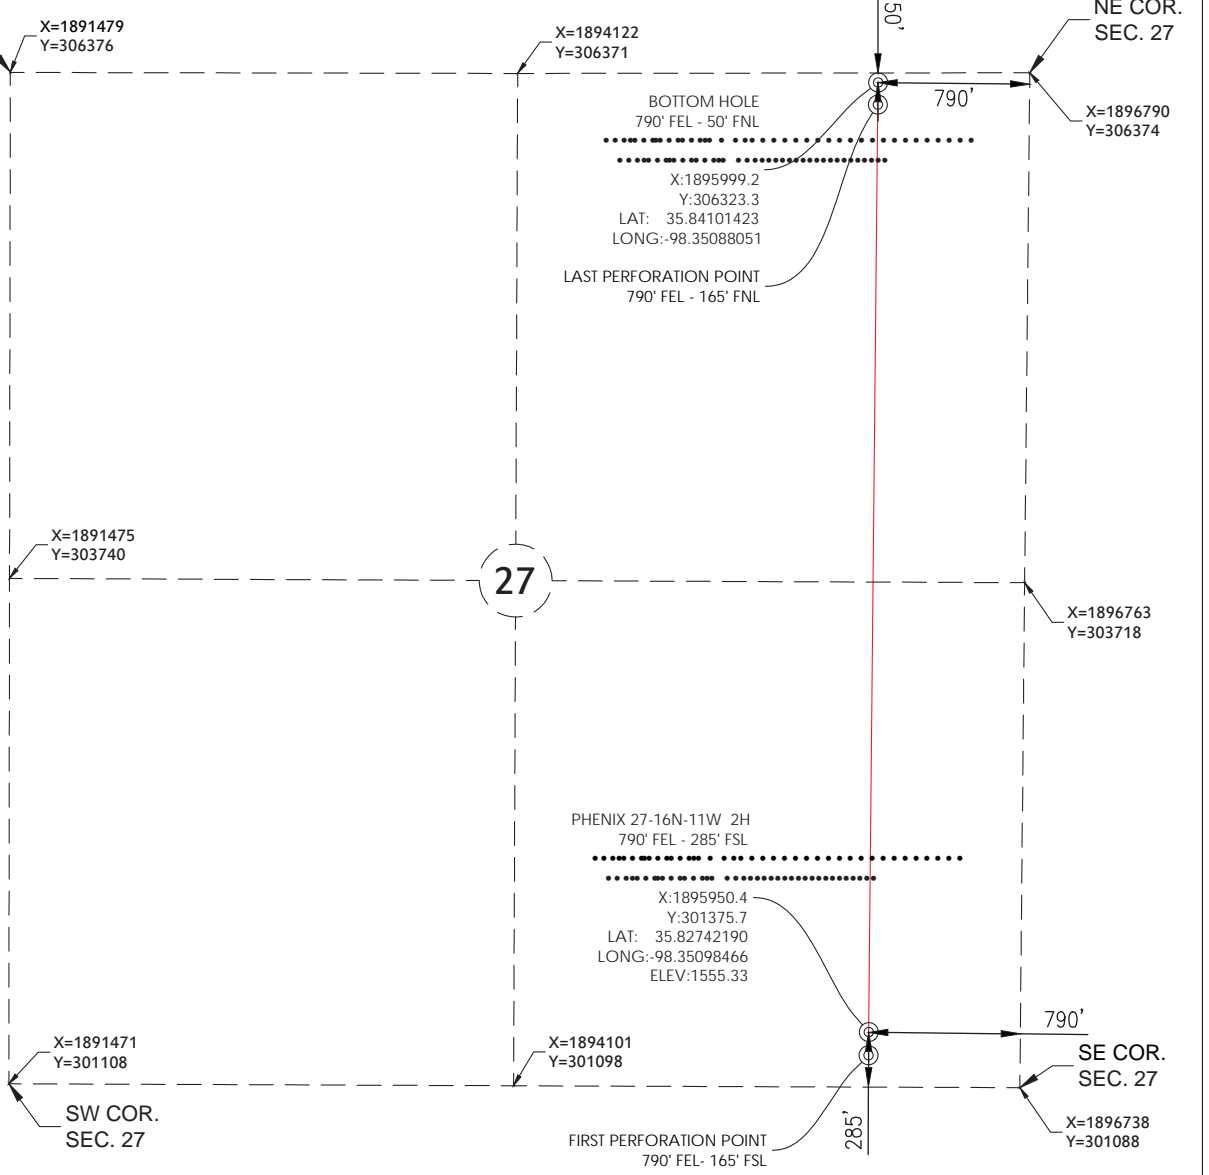 X=1891479
Y=306376
X=1894122
Y=306371
50'
NE COR.
SEC. 27
790'
X=1896790
Y=306374
BOTTOM HOLE
790' FEL - 50' FNL
X:1895999.2
Y:306323.3
LAT: 35.84101423
LONG:-98.35088051
LAST PERFORATION POINT
790' FEL - 165' FNL
X=1891475
Y=303740
27
X=1896763
Y=303718
PHENIX 27-16N-11W 2H
790' FEL - 285' FSL
X:1895950.4
Y:301375.7
LAT: 35.82742190
LONG:-98.35098466
ELEV:1555.33
790'
X=1891471
Y=301108
X=1894101
Y=301098
SE COR.
SEC. 27
SW COR.
SEC. 27
X=1896738
Y=301088
285'
FIRST PERFORATION POINT
790' FEL- 165' FSL